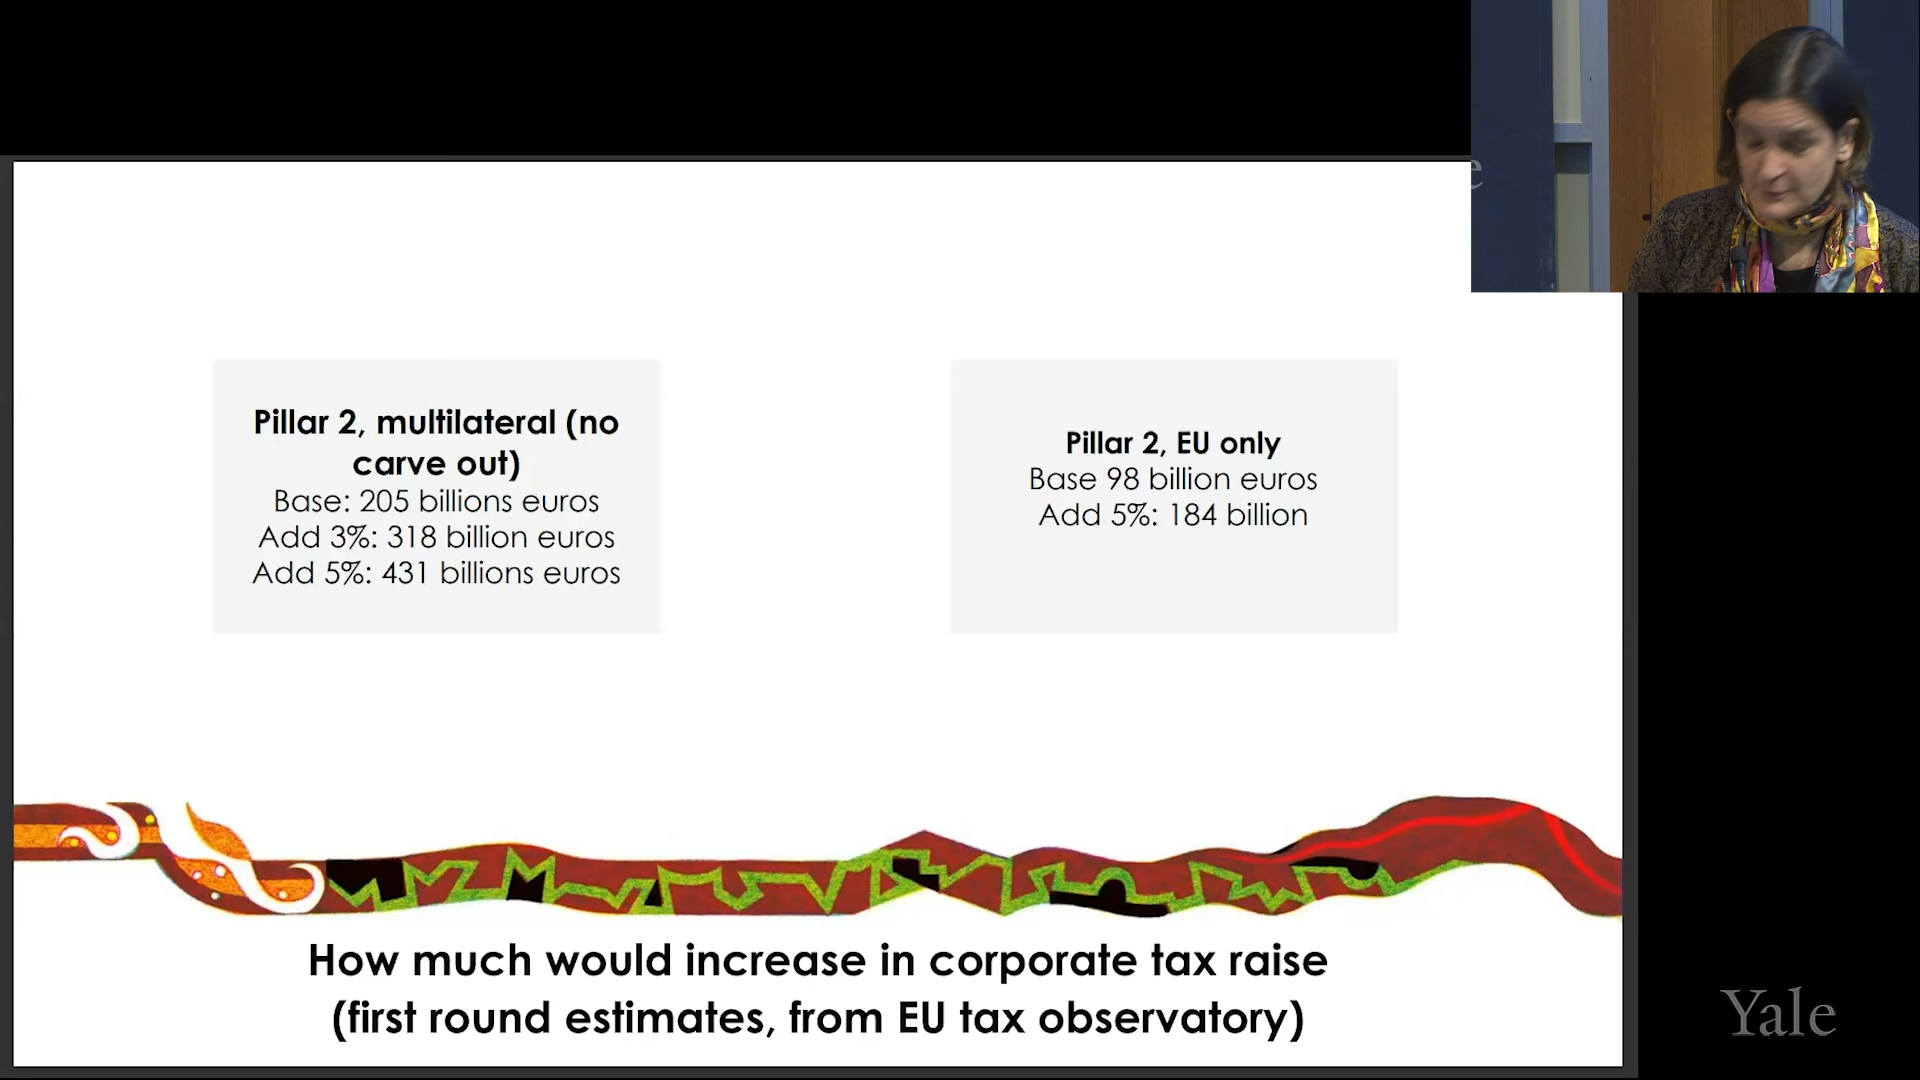 Pillar 2, multilateral (no
carve out)
Base: 205 billions euros
Add 3%: 318 billion euros
Add 5%: 431 billions euros
Pillar 2, EU only
Base 98 billion euros
Add 5%: 184 billion
How much would increase in corporate tax raise
(first round estimates, from EU tax observatory)
Yale